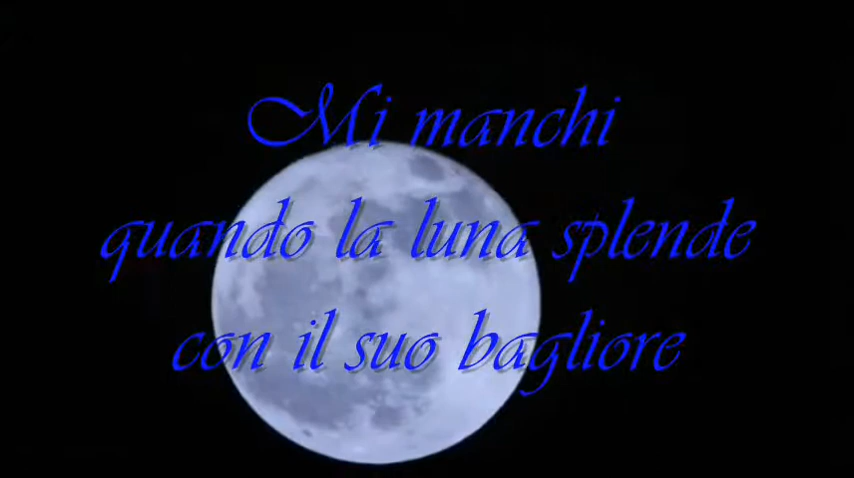 Mi manchi
quando la luna splende
con il suo bagliore